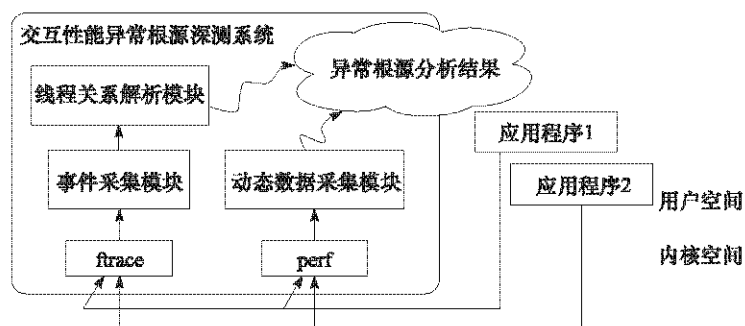 交互性能异常根源深测系统
异常根源分析结果
线程关系解析模块
应用程序1
事件采集模块
动态数据采集模块
应用程序2
用户空间
ftrace
perf
内核空间